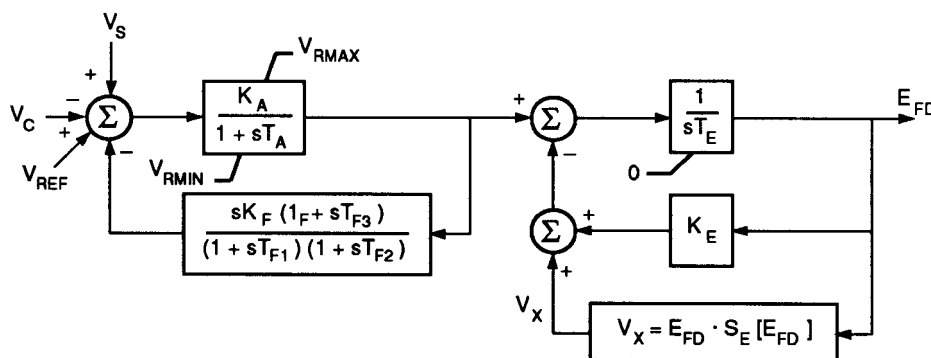 V_S
+
V_RMAX
V_C
−
Σ
+
−
V_REF
K_A
1 + sT_A
V_RMIN
sK_F (1_F + sT_F3)
(1 + sT_F1) (1 + sT_F2)
+
Σ
−
1
sT_E
0
E_FD
Σ
+
K_E
+
V_X
V_X = E_FD · S_E [E_FD]